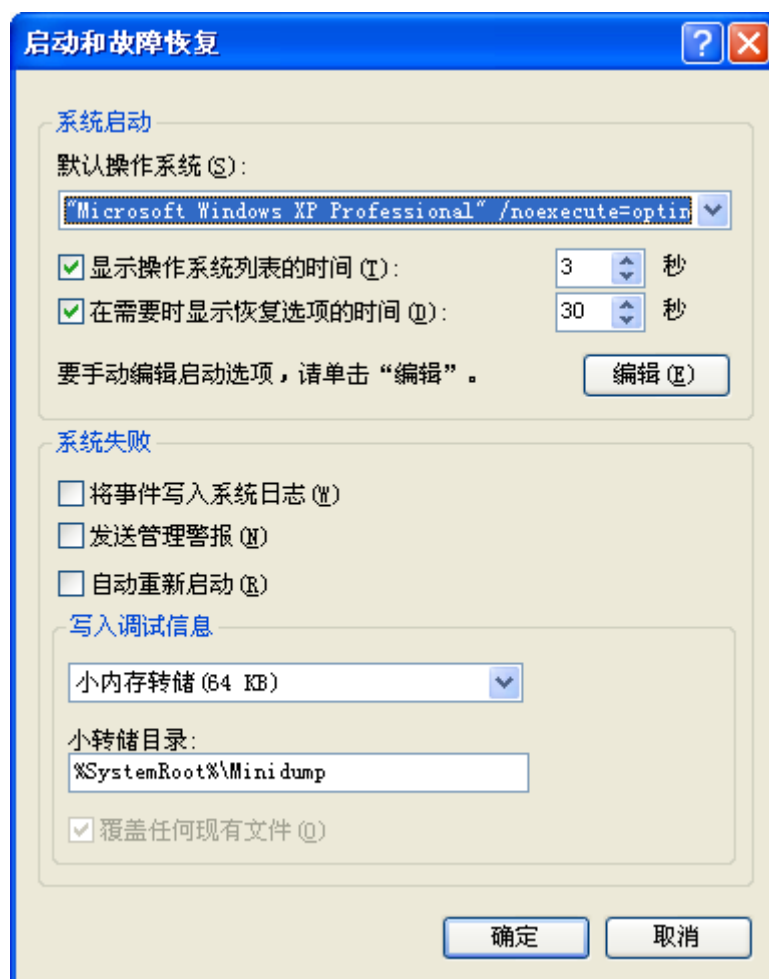 启动和故障恢复
系统启动
默认操作系统(S):
"Microsoft Windows XP Professional" /noexecute=optin
显示操作系统列表的时间(T): 3 秒
在需要时显示恢复选项的时间(D): 30 秒
要手动编辑启动选项，请单击“编辑”。 编辑(E)
系统失败
将事件写入系统日志(W)
发送管理警报(N)
自动重新启动(R)
写入调试信息
小内存转储(64 KB)
小转储目录:
%SystemRoot%\Minidump
覆盖任何现有文件(O)
确定 取消